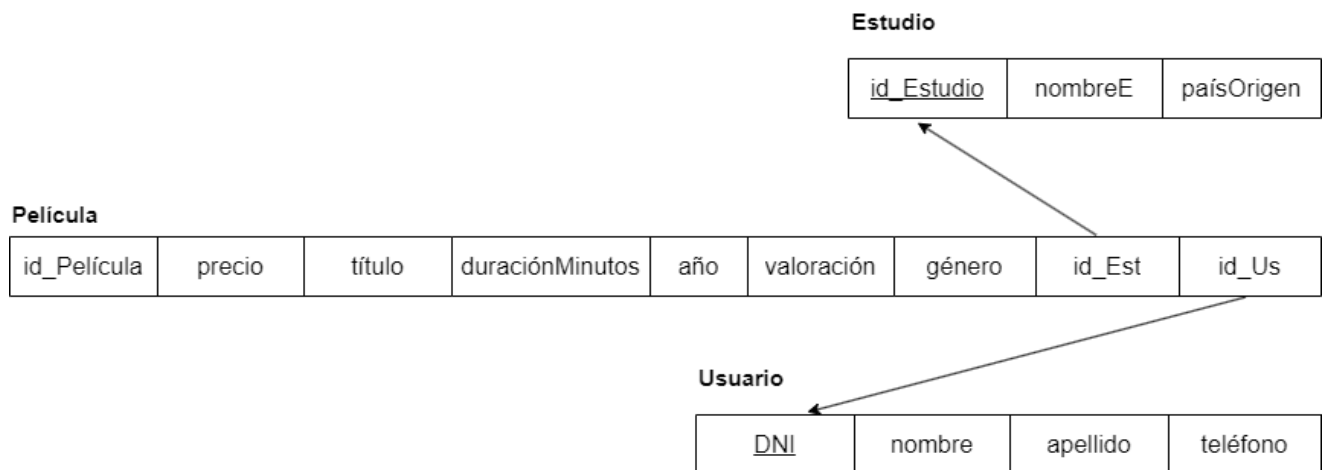 Estudio
id_Estudio nombreE paísOrigen
Película
id_Película precio título duraciónMinutos año valoración género id_Est id_Us
Usuario
DNI nombre apellido teléfono